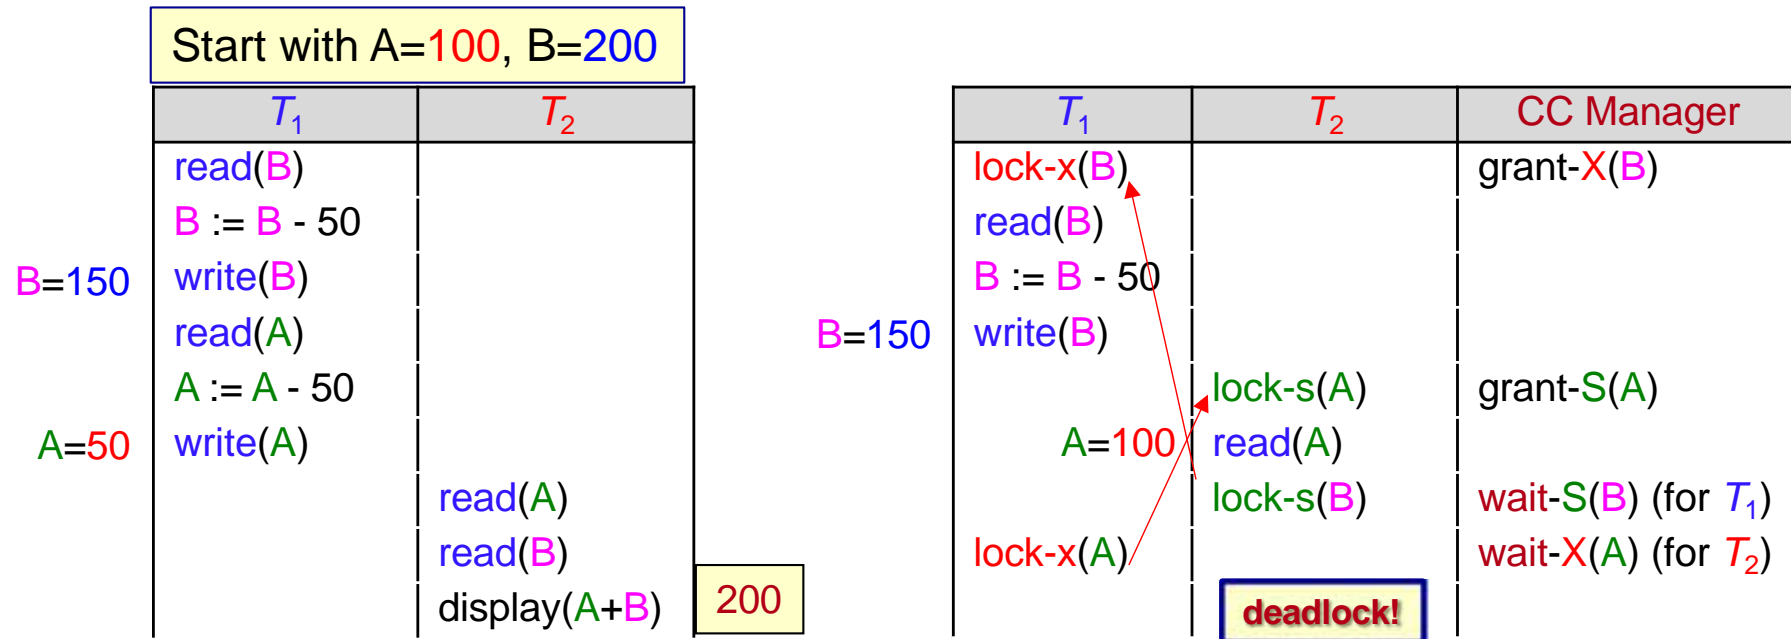 Start with A=100, B=200
T1 T2
read(B)
B := B - 50
B=150 write(B)
read(A)
A := A - 50
A=50 write(A)
read(A)
read(B)
display(A+B) 200
T1 T2 CC Manager
lock-x(B) grant-X(B)
read(B)
B := B - 50
B=150 write(B)
lock-s(A) grant-S(A)
A=100 read(A)
lock-s(B) wait-S(B) (for T1)
lock-x(A) wait-X(A) (for T2)
deadlock!